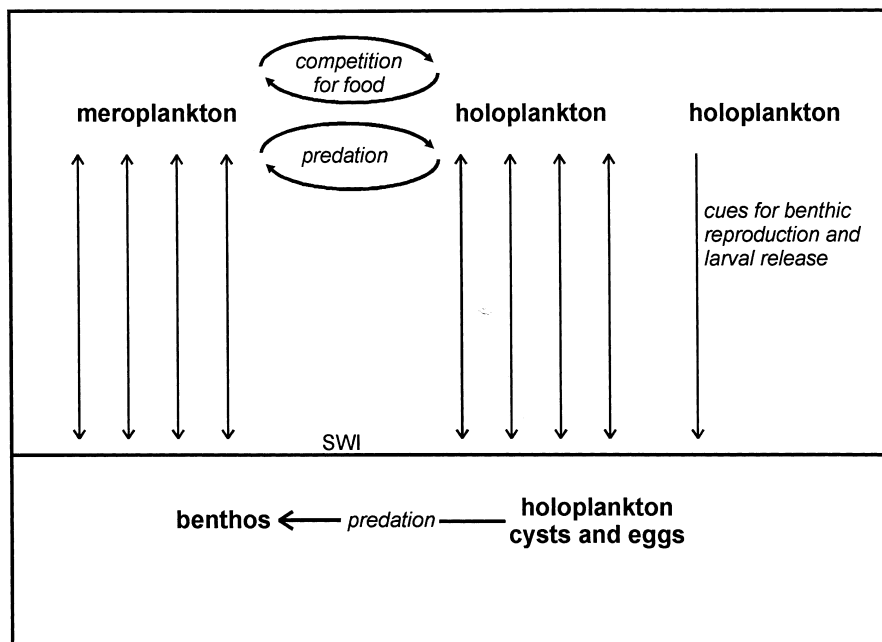 competition
for food
meroplankton
holoplankton
holoplankton
predation
cues for benthic
reproduction and
larval release
SWI
benthos
predation
holoplankton
cysts and eggs